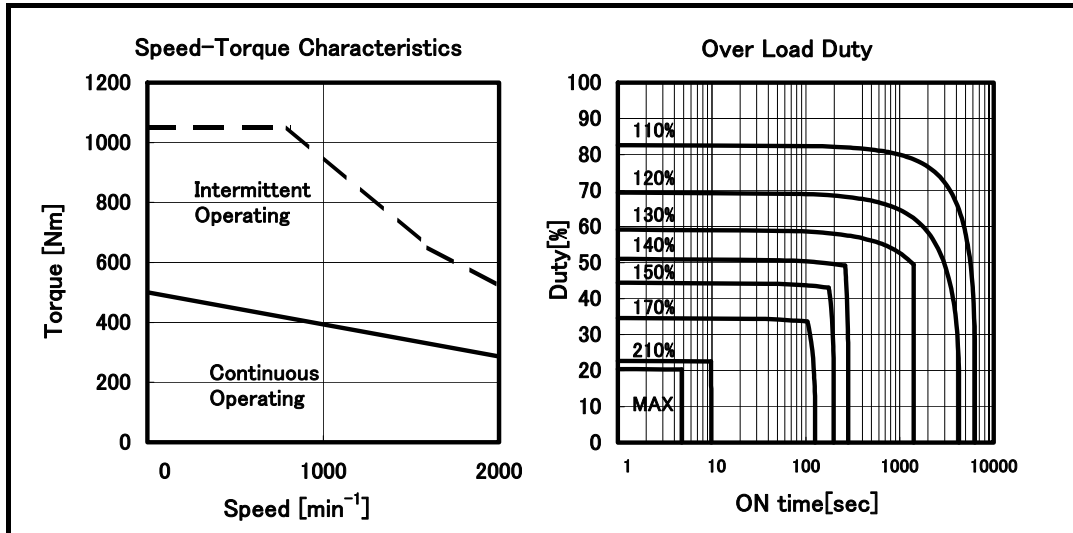 Speed-Torque Characteristics
1200
1000
800
600
400
200
0
Torque [Nm]
Intermittent
Operating
Continuous
Operating
0 1000 2000
Speed [min⁻¹]
Over Load Duty
100
90
80
70
60
50
40
30
20
10
0
Duty[%]
110%
120%
130%
140%
150%
170%
210%
MAX
1 10 100 1000 10000
ON time[sec]